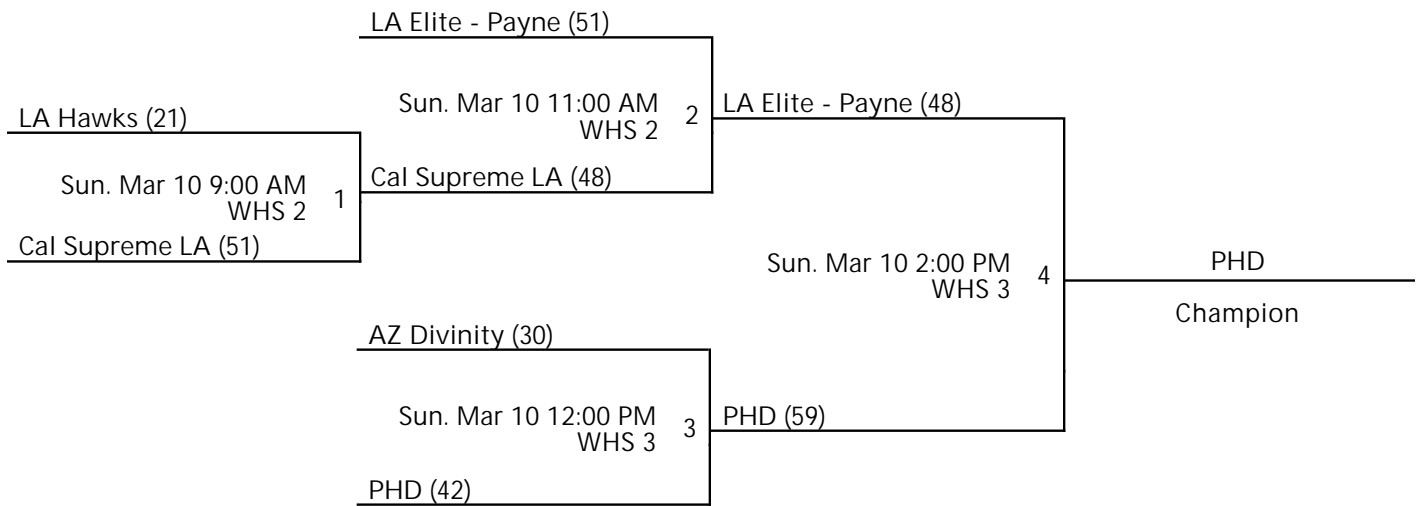 LA Elite - Payne (51)
Sun. Mar 10 11:00 AM
WHS 2
2
LA Elite - Payne (48)
LA Hawks (21)
Sun. Mar 10 9:00 AM
WHS 2
1
Cal Supreme LA (48)
Cal Supreme LA (51)
Sun. Mar 10 2:00 PM
WHS 3
4
PHD
Champion
AZ Divinity (30)
Sun. Mar 10 12:00 PM
WHS 3
3
PHD (59)
PHD (42)